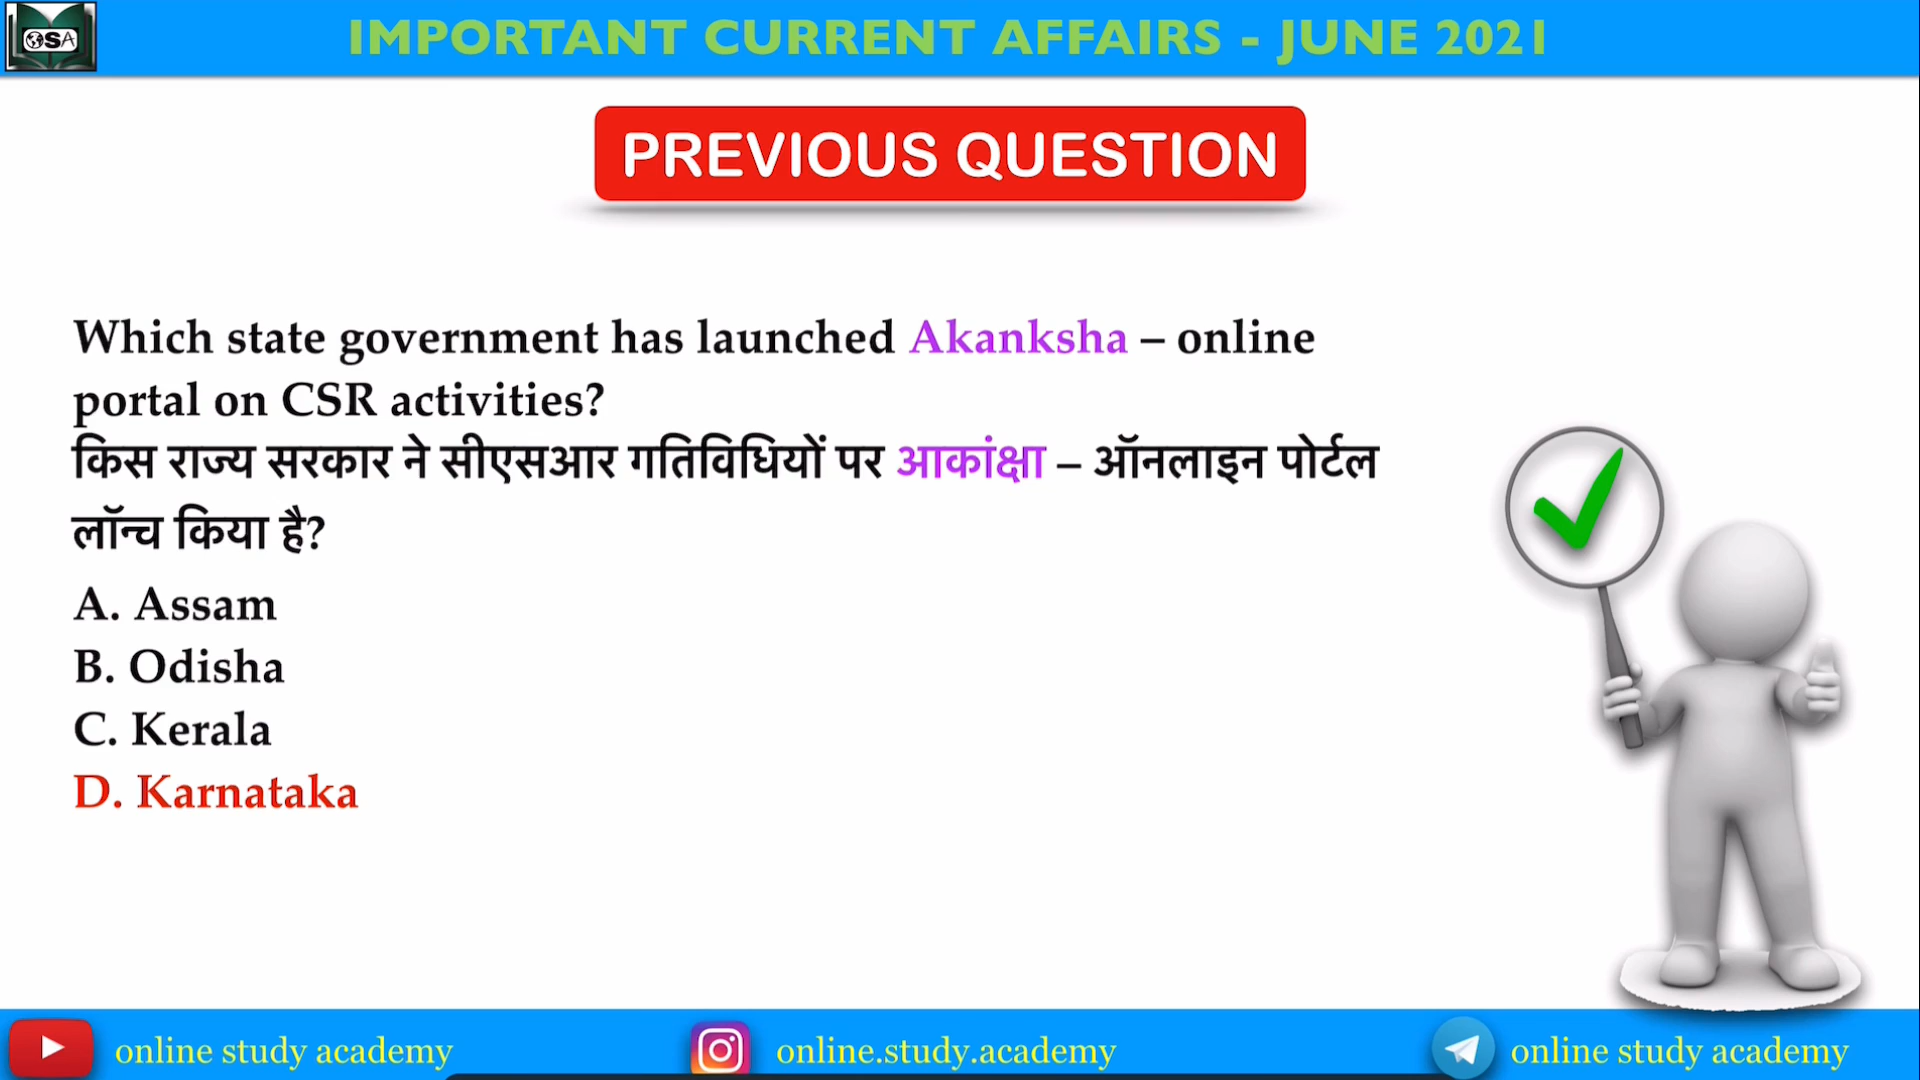 OSA
IMPORTANT CURRENT AFFAIRS - JUNE 2021
PREVIOUS QUESTION
Which state government has launched Akanksha – online
portal on CSR activities?
किस राज्य सरकार ने सीएसआर गतिविधियों पर आकांक्षा – ऑनलाइन पोर्टल
लॉन्च किया है?
A. Assam
B. Odisha
C. Kerala
D. Karnataka
online study academy
online.study.academy
online study academy